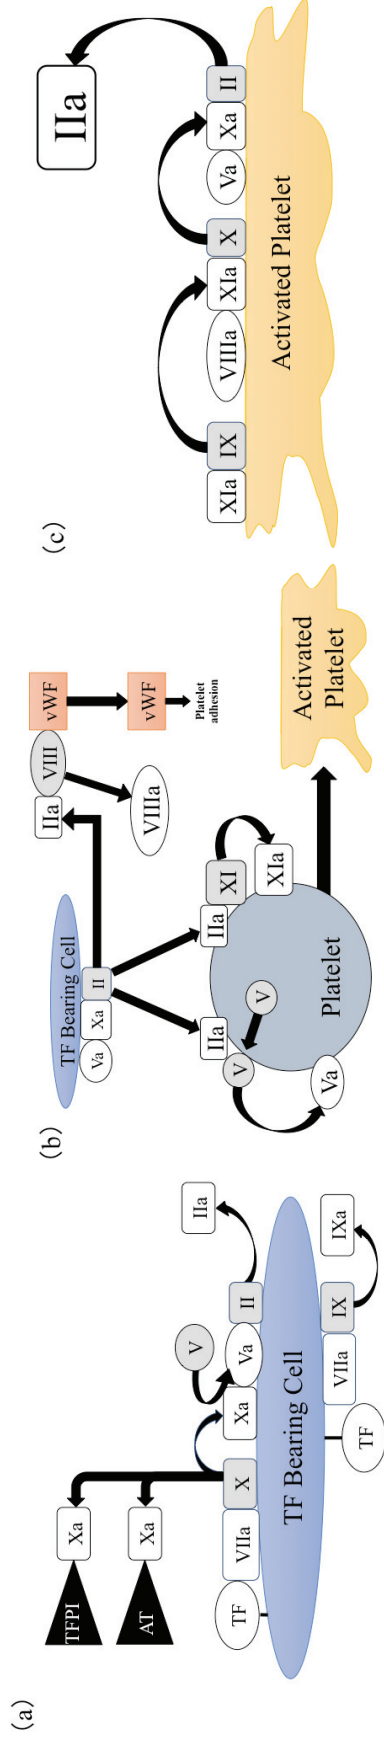 (a)
TFPI
Xa
AT
Xa
TF
VIIa
X
Xa
V
Va
II
IIa
TF Bearing Cell
TF
VIIa
IX
IXa
(b)
TF Bearing Cell
Va
Xa
II
IIa
VIII
vWF
VIIIa
vWF
Platelet
adhesion
IIa
V
V
Va
IIa
XI
XIa
Platelet
Activated
Platelet
(c)
XIa
IX
VIIIa
XIa
X
Va
Xa
II
IIa
Activated Platelet